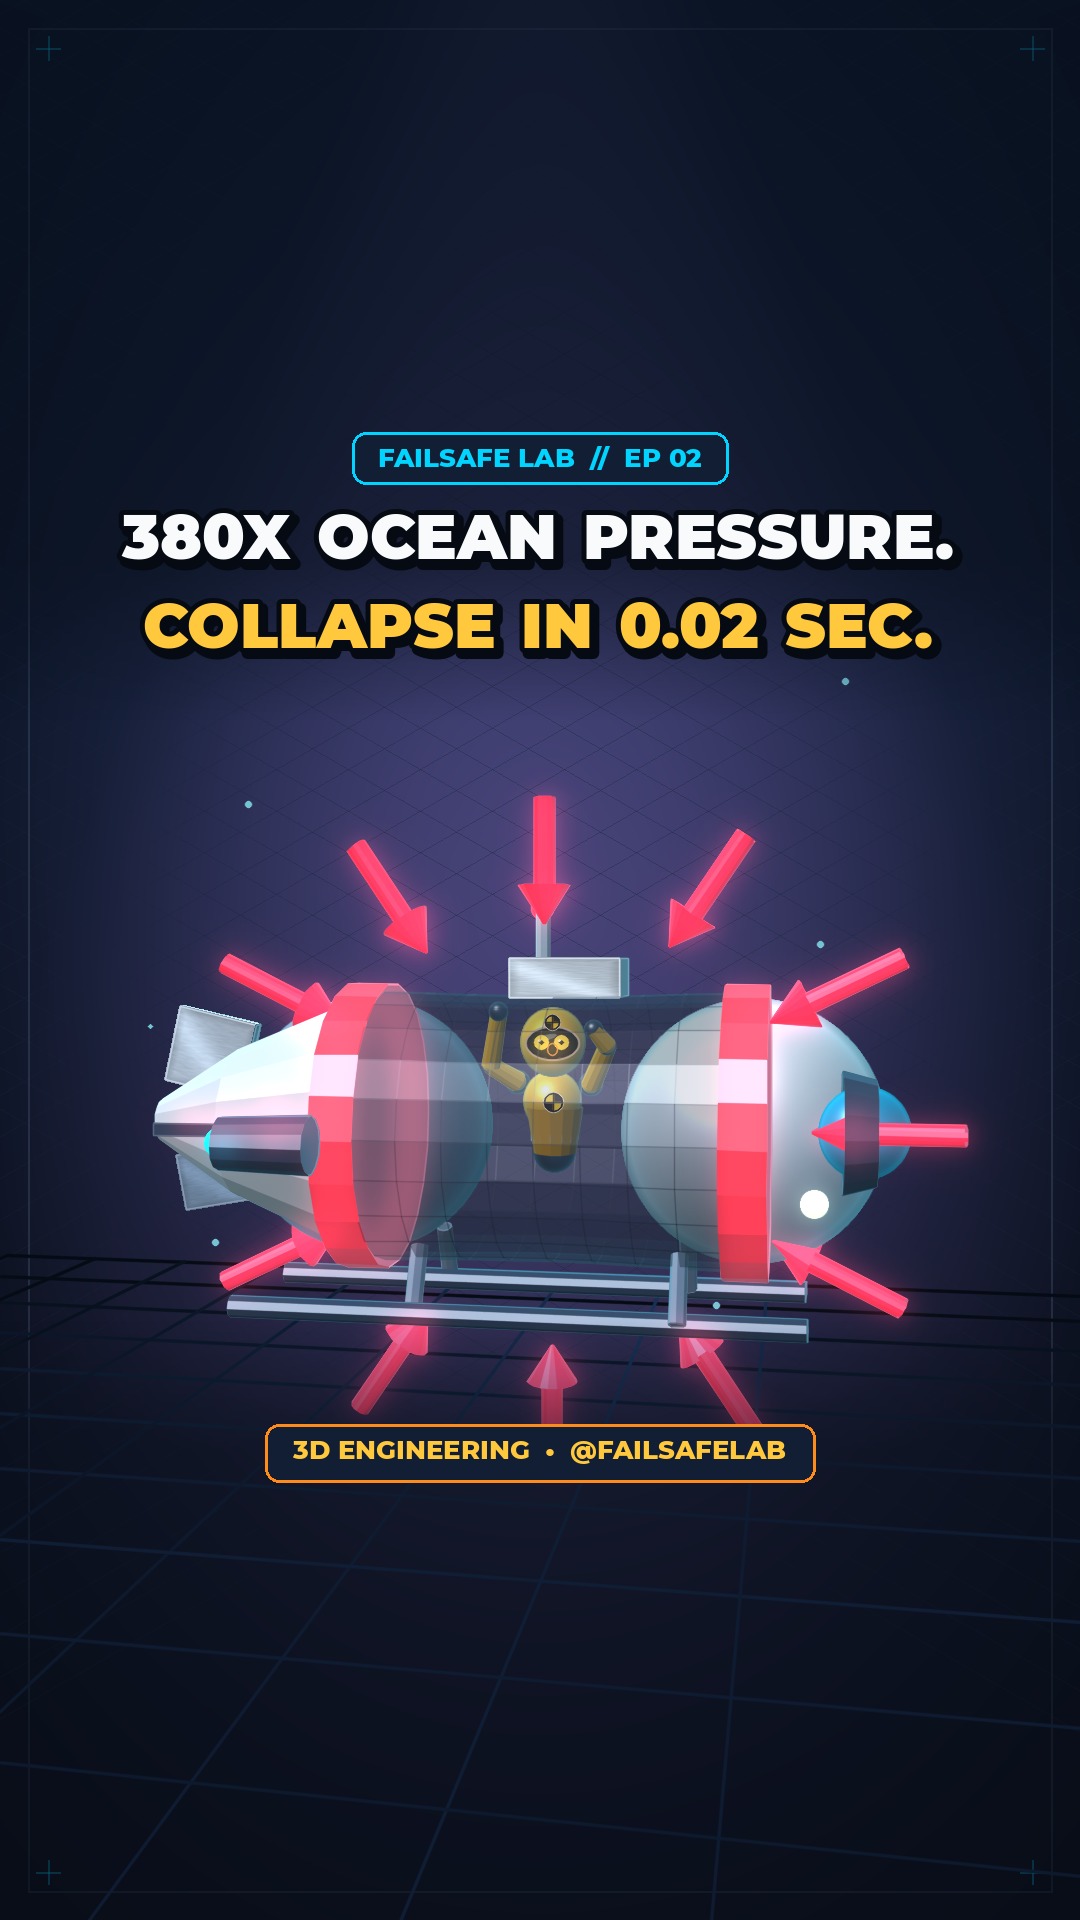 FAILSAFE LAB // EP 02
380X OCEAN PRESSURE.
COLLAPSE IN 0.02 SEC.
3D ENGINEERING • @FAILSAFELAB